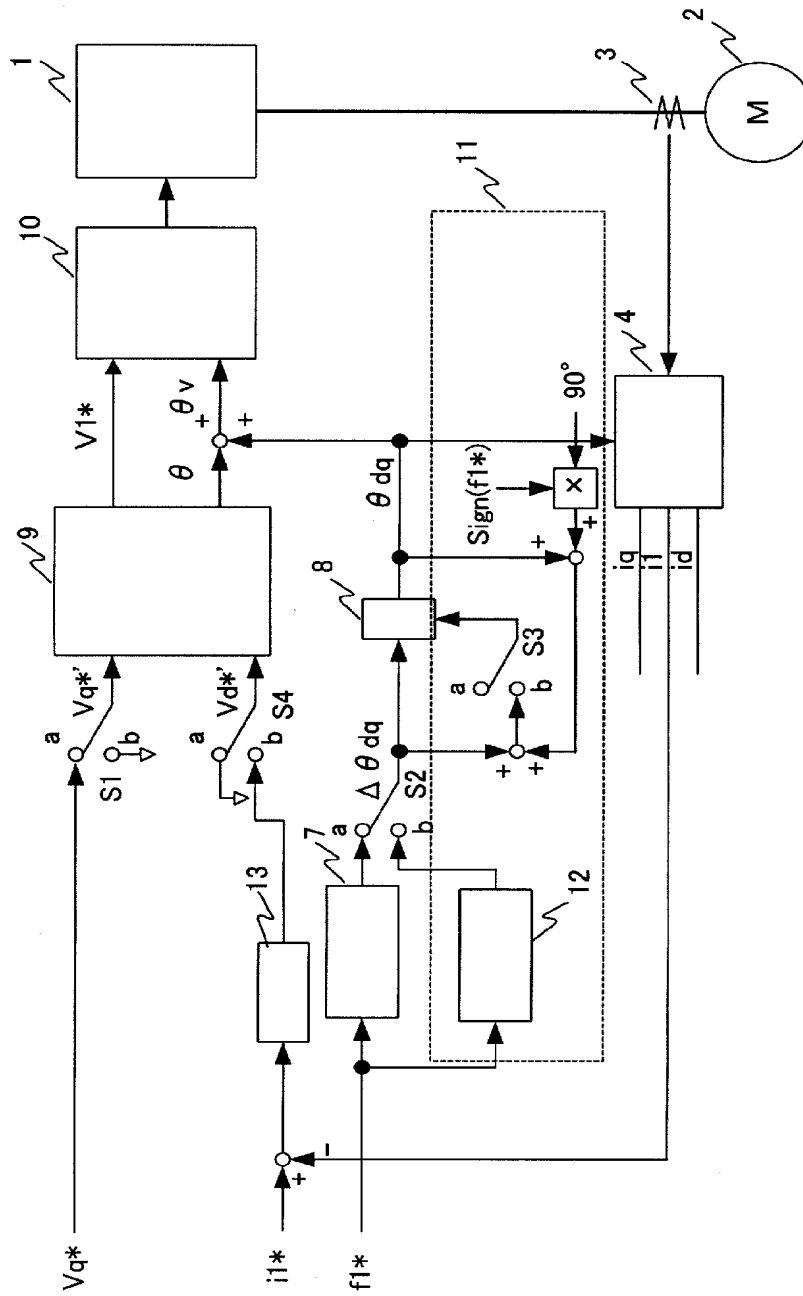 1
2
3
M
10
11
4
90°
V1*
θv
+
+
θ
θdq
Sign(f1*)
×
+
+
iq
i1
id
9
8
Vq*'
a
b
S1
Vd*'
S4
a
b
Δθdq
S2
a
b
S3
a
b
+
+
7
12
13
+
-
Vq*
i1*
f1*